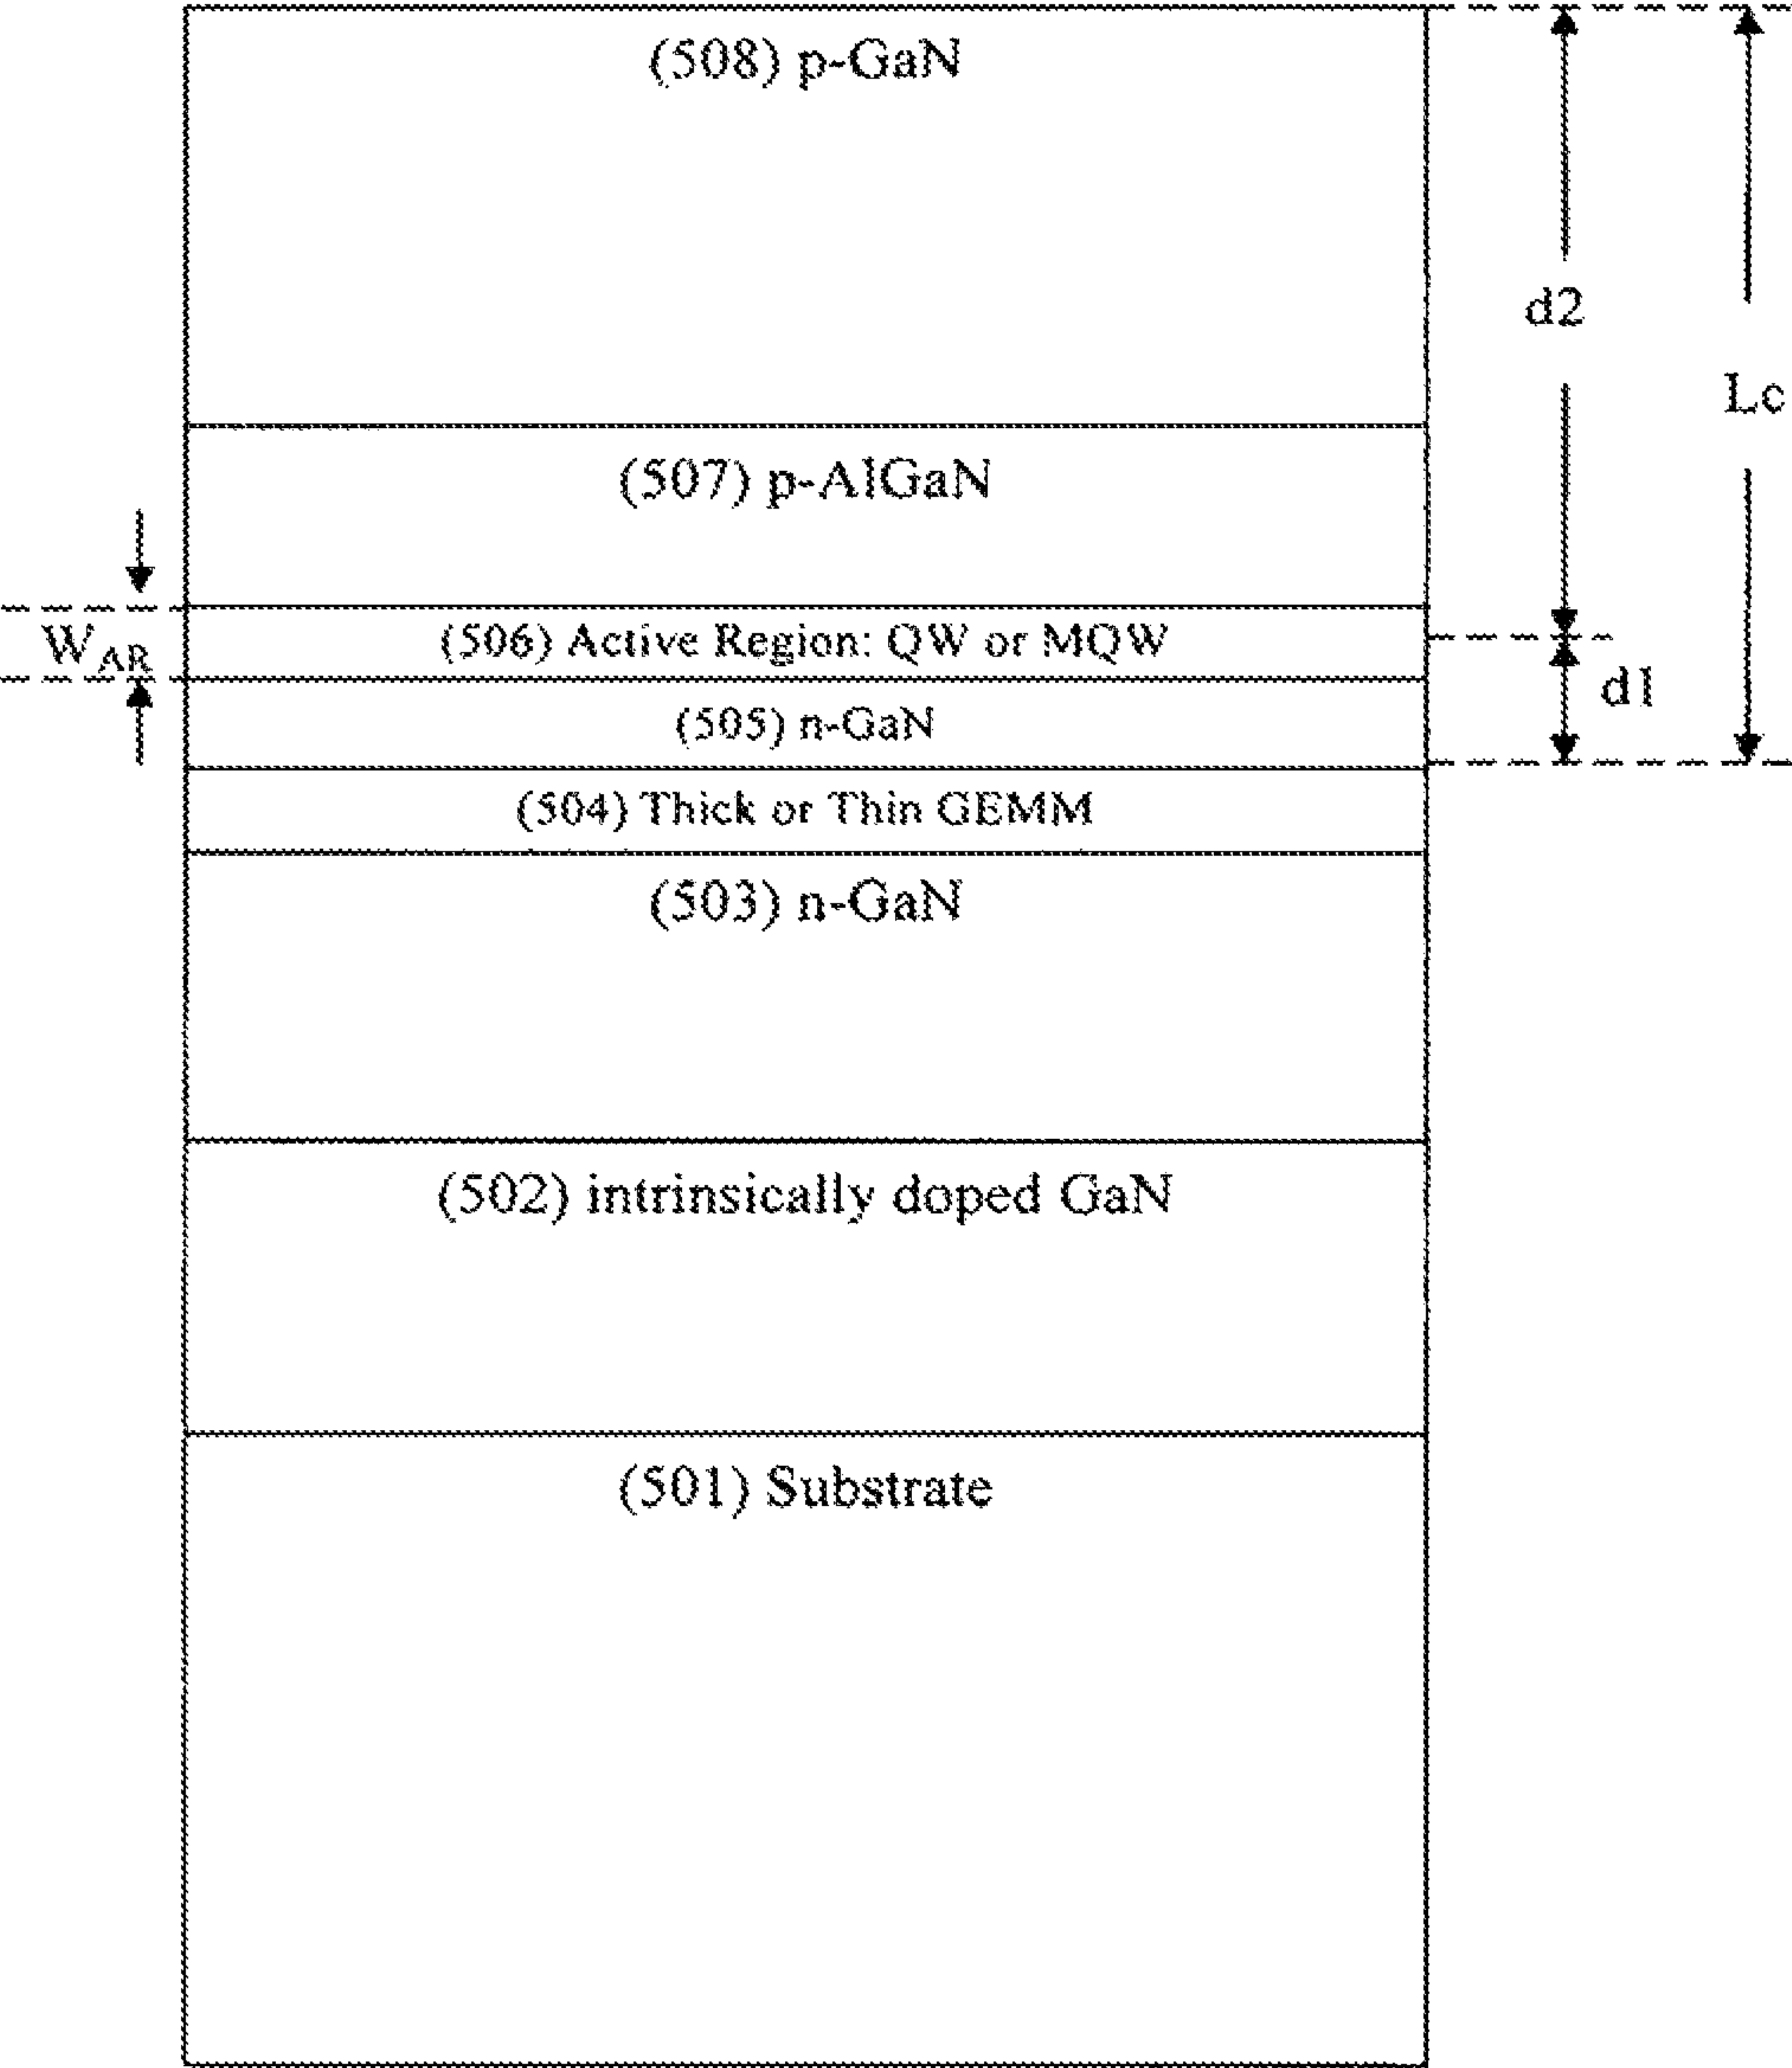 (508) p-GaN
d2
Lc
(507) p-AlGaN
(506) Active Region: QW or MQW
WAR
d1
(505) n-GaN
(504) Thick or Thin GEMM
(503) n-GaN
(502) intrinsically doped GaN
(501) Substrate